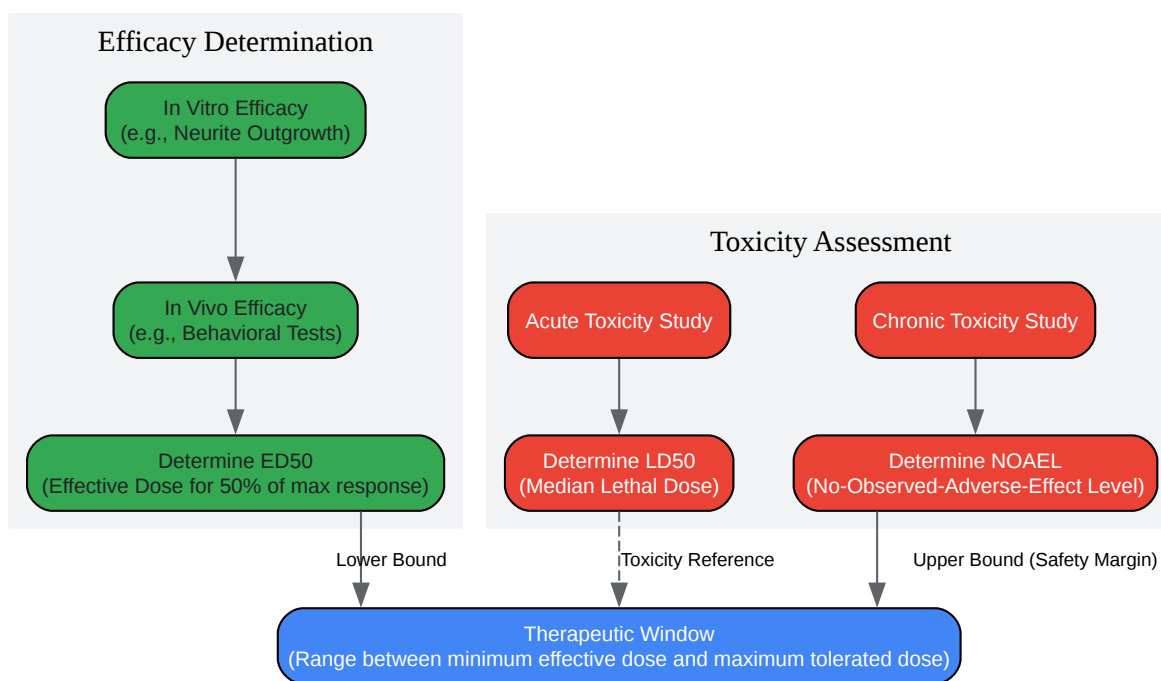 Efficacy Determination
In Vitro Efficacy
(e.g., Neurite Outgrowth)
In Vivo Efficacy
(e.g., Behavioral Tests)
Determine ED50
(Effective Dose for 50% of max response)
Toxicity Assessment
Acute Toxicity Study
Chronic Toxicity Study
Determine LD50
(Median Lethal Dose)
Determine NOAEL
(No-Observed-Adverse-Effect Level)
Lower Bound
Toxicity Reference
Upper Bound (Safety Margin)
Therapeutic Window
(Range between minimum effective dose and maximum tolerated dose)